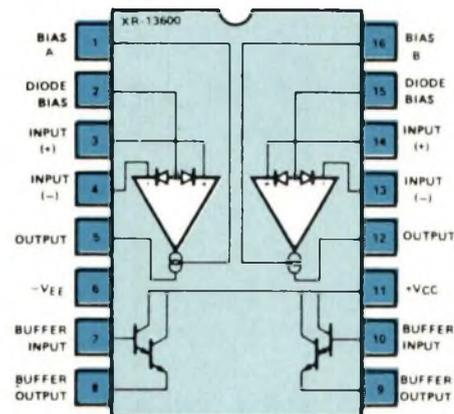 XR-13600
BIAS
A
1
16
BIAS
B
DIODE
BIAS
2
15
DIODE
BIAS
INPUT
(+)
3
14
INPUT
(+)
INPUT
(−)
4
13
INPUT
(−)
OUTPUT
5
12
OUTPUT
−VEE
6
11
+VCC
BUFFER
INPUT
7
10
BUFFER
INPUT
BUFFER
OUTPUT
8
9
BUFFER
OUTPUT